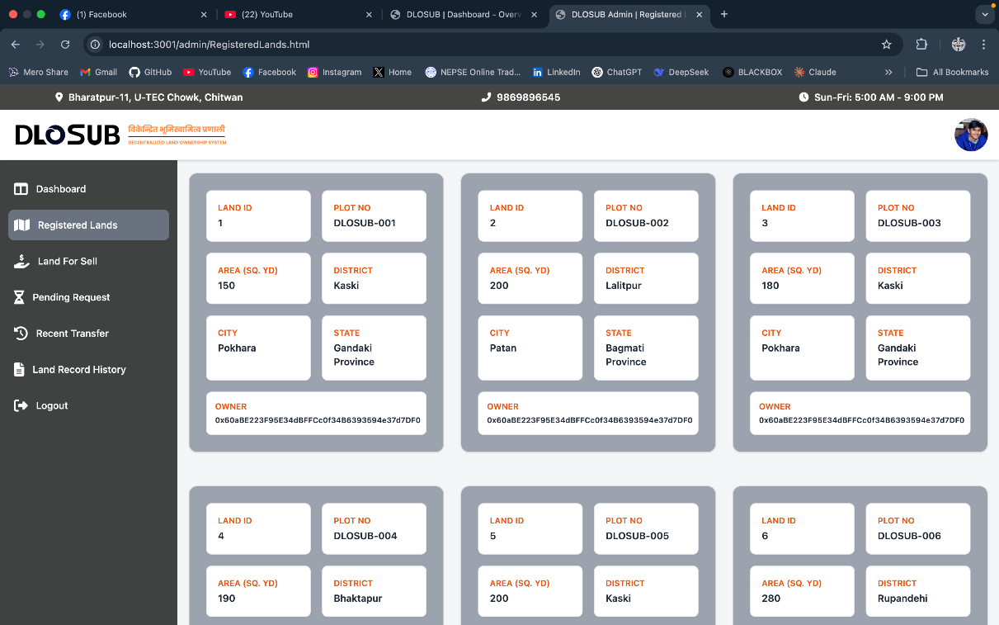 (1) Facebook
(22) YouTube
DLOSUB | Dashboard - Overv
DLOSUB Admin | Registered L
localhost:3001/admin/RegisteredLands.html
Mero Share
Gmail
GitHub
YouTube
Facebook
Instagram
Home
NEPSE Online Trad...
LinkedIn
ChatGPT
DeepSeek
BLACKBOX
Claude
All Bookmarks
Bharatpur-11, U-TEC Chowk, Chitwan
9869896545
Sun-Fri: 5:00 AM - 9:00 PM
DLOSUB
विकेन्द्रित भूमिस्वामित्व प्रणाली
DECENTRALIZED LAND OWNERSHIP SYSTEM
Dashboard
Registered Lands
Land For Sell
Pending Request
Recent Transfer
Land Record History
Logout
LAND ID
1
PLOT NO
DLOSUB-001
AREA (SQ. YD)
150
DISTRICT
Kaski
CITY
Pokhara
STATE
Gandaki
Province
OWNER
0x60aBE223F95E34dBFFCc0f34B6393594e37d7DF0
LAND ID
2
PLOT NO
DLOSUB-002
AREA (SQ. YD)
200
DISTRICT
Lalitpur
CITY
Patan
STATE
Bagmati
Province
OWNER
0x60aBE223F95E34dBFFCc0f34B6393594e37d7DF0
LAND ID
3
PLOT NO
DLOSUB-003
AREA (SQ. YD)
180
DISTRICT
Kaski
CITY
Pokhara
STATE
Gandaki
Province
OWNER
0x60aBE223F95E34dBFFCc0f34B6393594e37d7DF0
LAND ID
4
PLOT NO
DLOSUB-004
AREA (SQ. YD)
190
DISTRICT
Bhaktapur
LAND ID
5
PLOT NO
DLOSUB-005
AREA (SQ. YD)
200
DISTRICT
Kaski
LAND ID
6
PLOT NO
DLOSUB-006
AREA (SQ. YD)
280
DISTRICT
Rupandehi